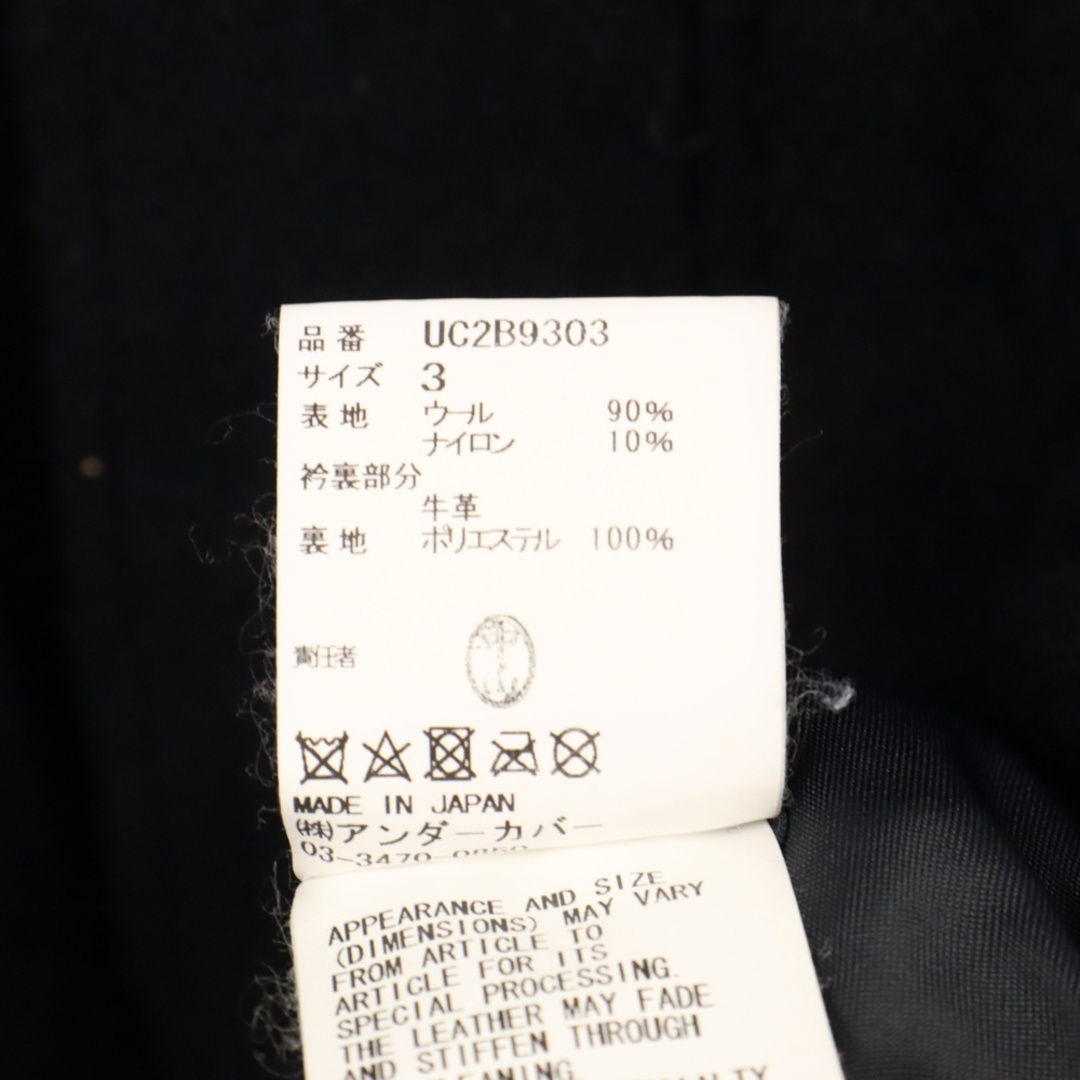 品番 UC2B9303
サイズ 3
表地 ウール 90%
ナイロン 10%
衿裏部分
牛革
裏地 ポリエステル 100%
責任者
MADE IN JAPAN
(株)アンダーカバー
03-3470-
APPEARANCE AND SIZE
(DIMENSIONS) MAY VARY
FROM ARTICLE TO
ARTICLE FOR ITS
SPECIAL PROCESSING.
THE LEATHER MAY FADE
AND STIFFEN THROUGH